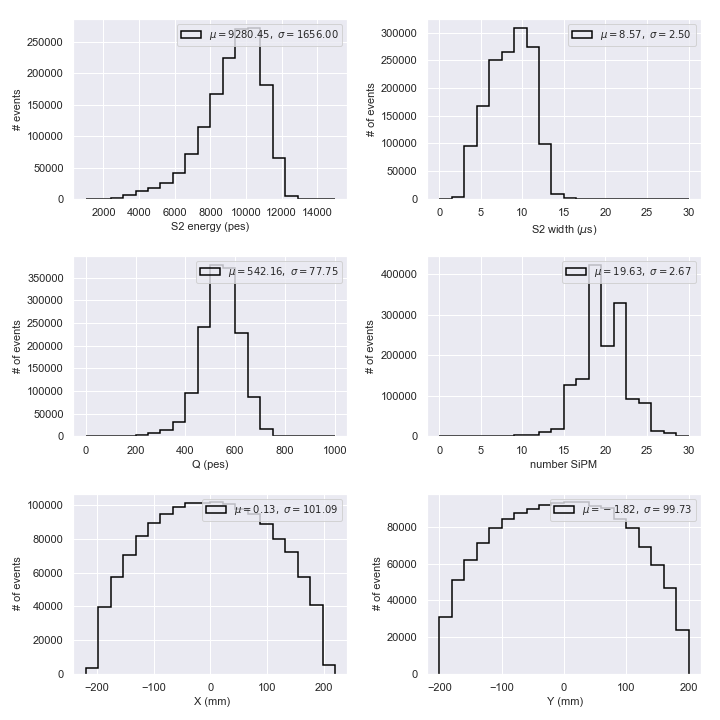 μ = 9280.45, σ = 1656.00
250000
200000
150000
100000
50000
0
# events
2000 4000 6000 8000 10000 12000 14000
S2 energy (pes)
μ = 8.57, σ = 2.50
300000
250000
200000
150000
100000
50000
0
# of events
0 5 10 15 20 25 30
S2 width (μs)
μ = 542.16, σ = 77.75
350000
300000
250000
200000
150000
100000
50000
0
# of events
0 200 400 600 800 1000
Q (pes)
μ = 19.63, σ = 2.67
400000
300000
200000
100000
0
# of events
0 5 10 15 20 25 30
number SiPM
μ = 0.13, σ = 101.09
100000
80000
60000
40000
20000
0
# of events
−200 −100 0 100 200
X (mm)
μ = −1.82, σ = 99.73
80000
60000
40000
20000
0
# of events
−200 −100 0 100 200
Y (mm)